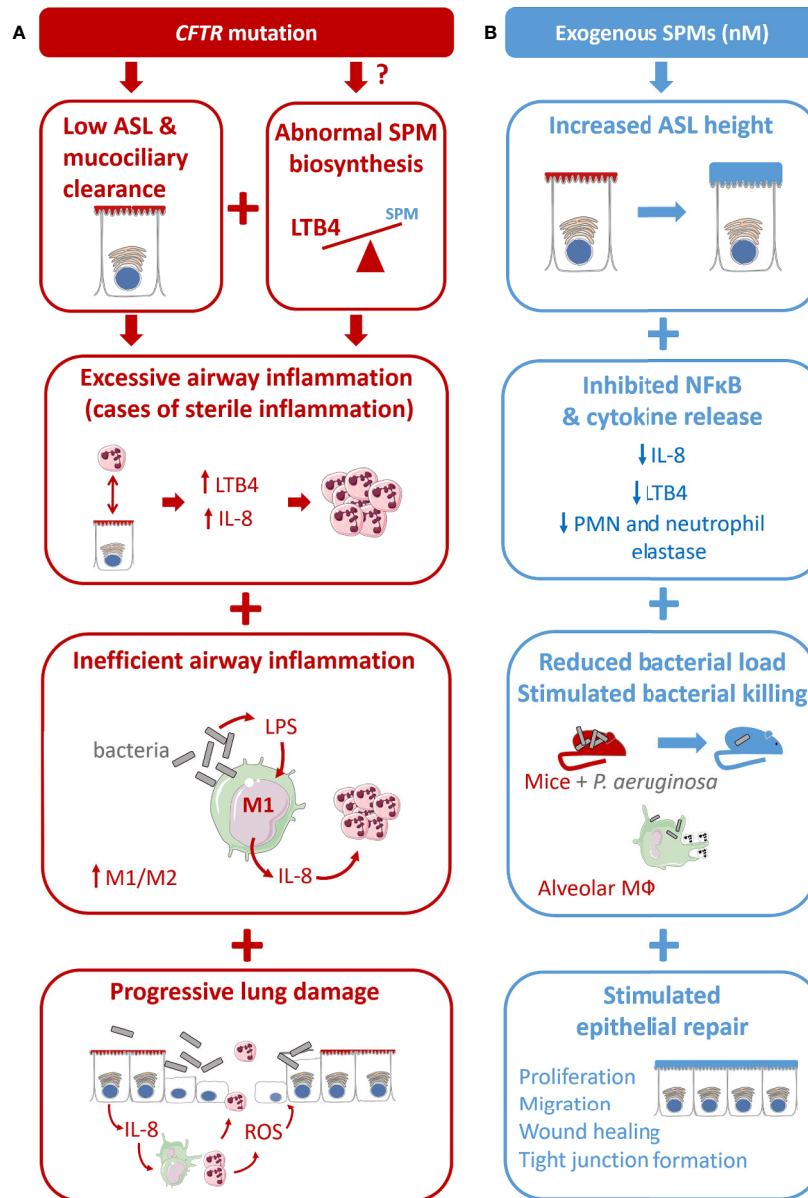 A
CFTR mutation
?
Low ASL &
mucociliary
clearance
+
Abnormal SPM
biosynthesis
LTB4
SPM
Excessive airway inflammation
(cases of sterile inflammation)
↑ LTB4
↑ IL-8
+
Inefficient airway inflammation
bacteria
LPS
M1
IL-8
↑ M1/M2
+
Progressive lung damage
IL-8
ROS
B
Exogenous SPMs (nM)
Increased ASL height
+
Inhibited NFκB
& cytokine release
↓ IL-8
↓ LTB4
↓ PMN and neutrophil
elastase
+
Reduced bacterial load
Stimulated bacterial killing
Mice + P. aeruginosa
Alveolar MΦ
+
Stimulated
epithelial repair
Proliferation
Migration
Wound healing
Tight junction formation